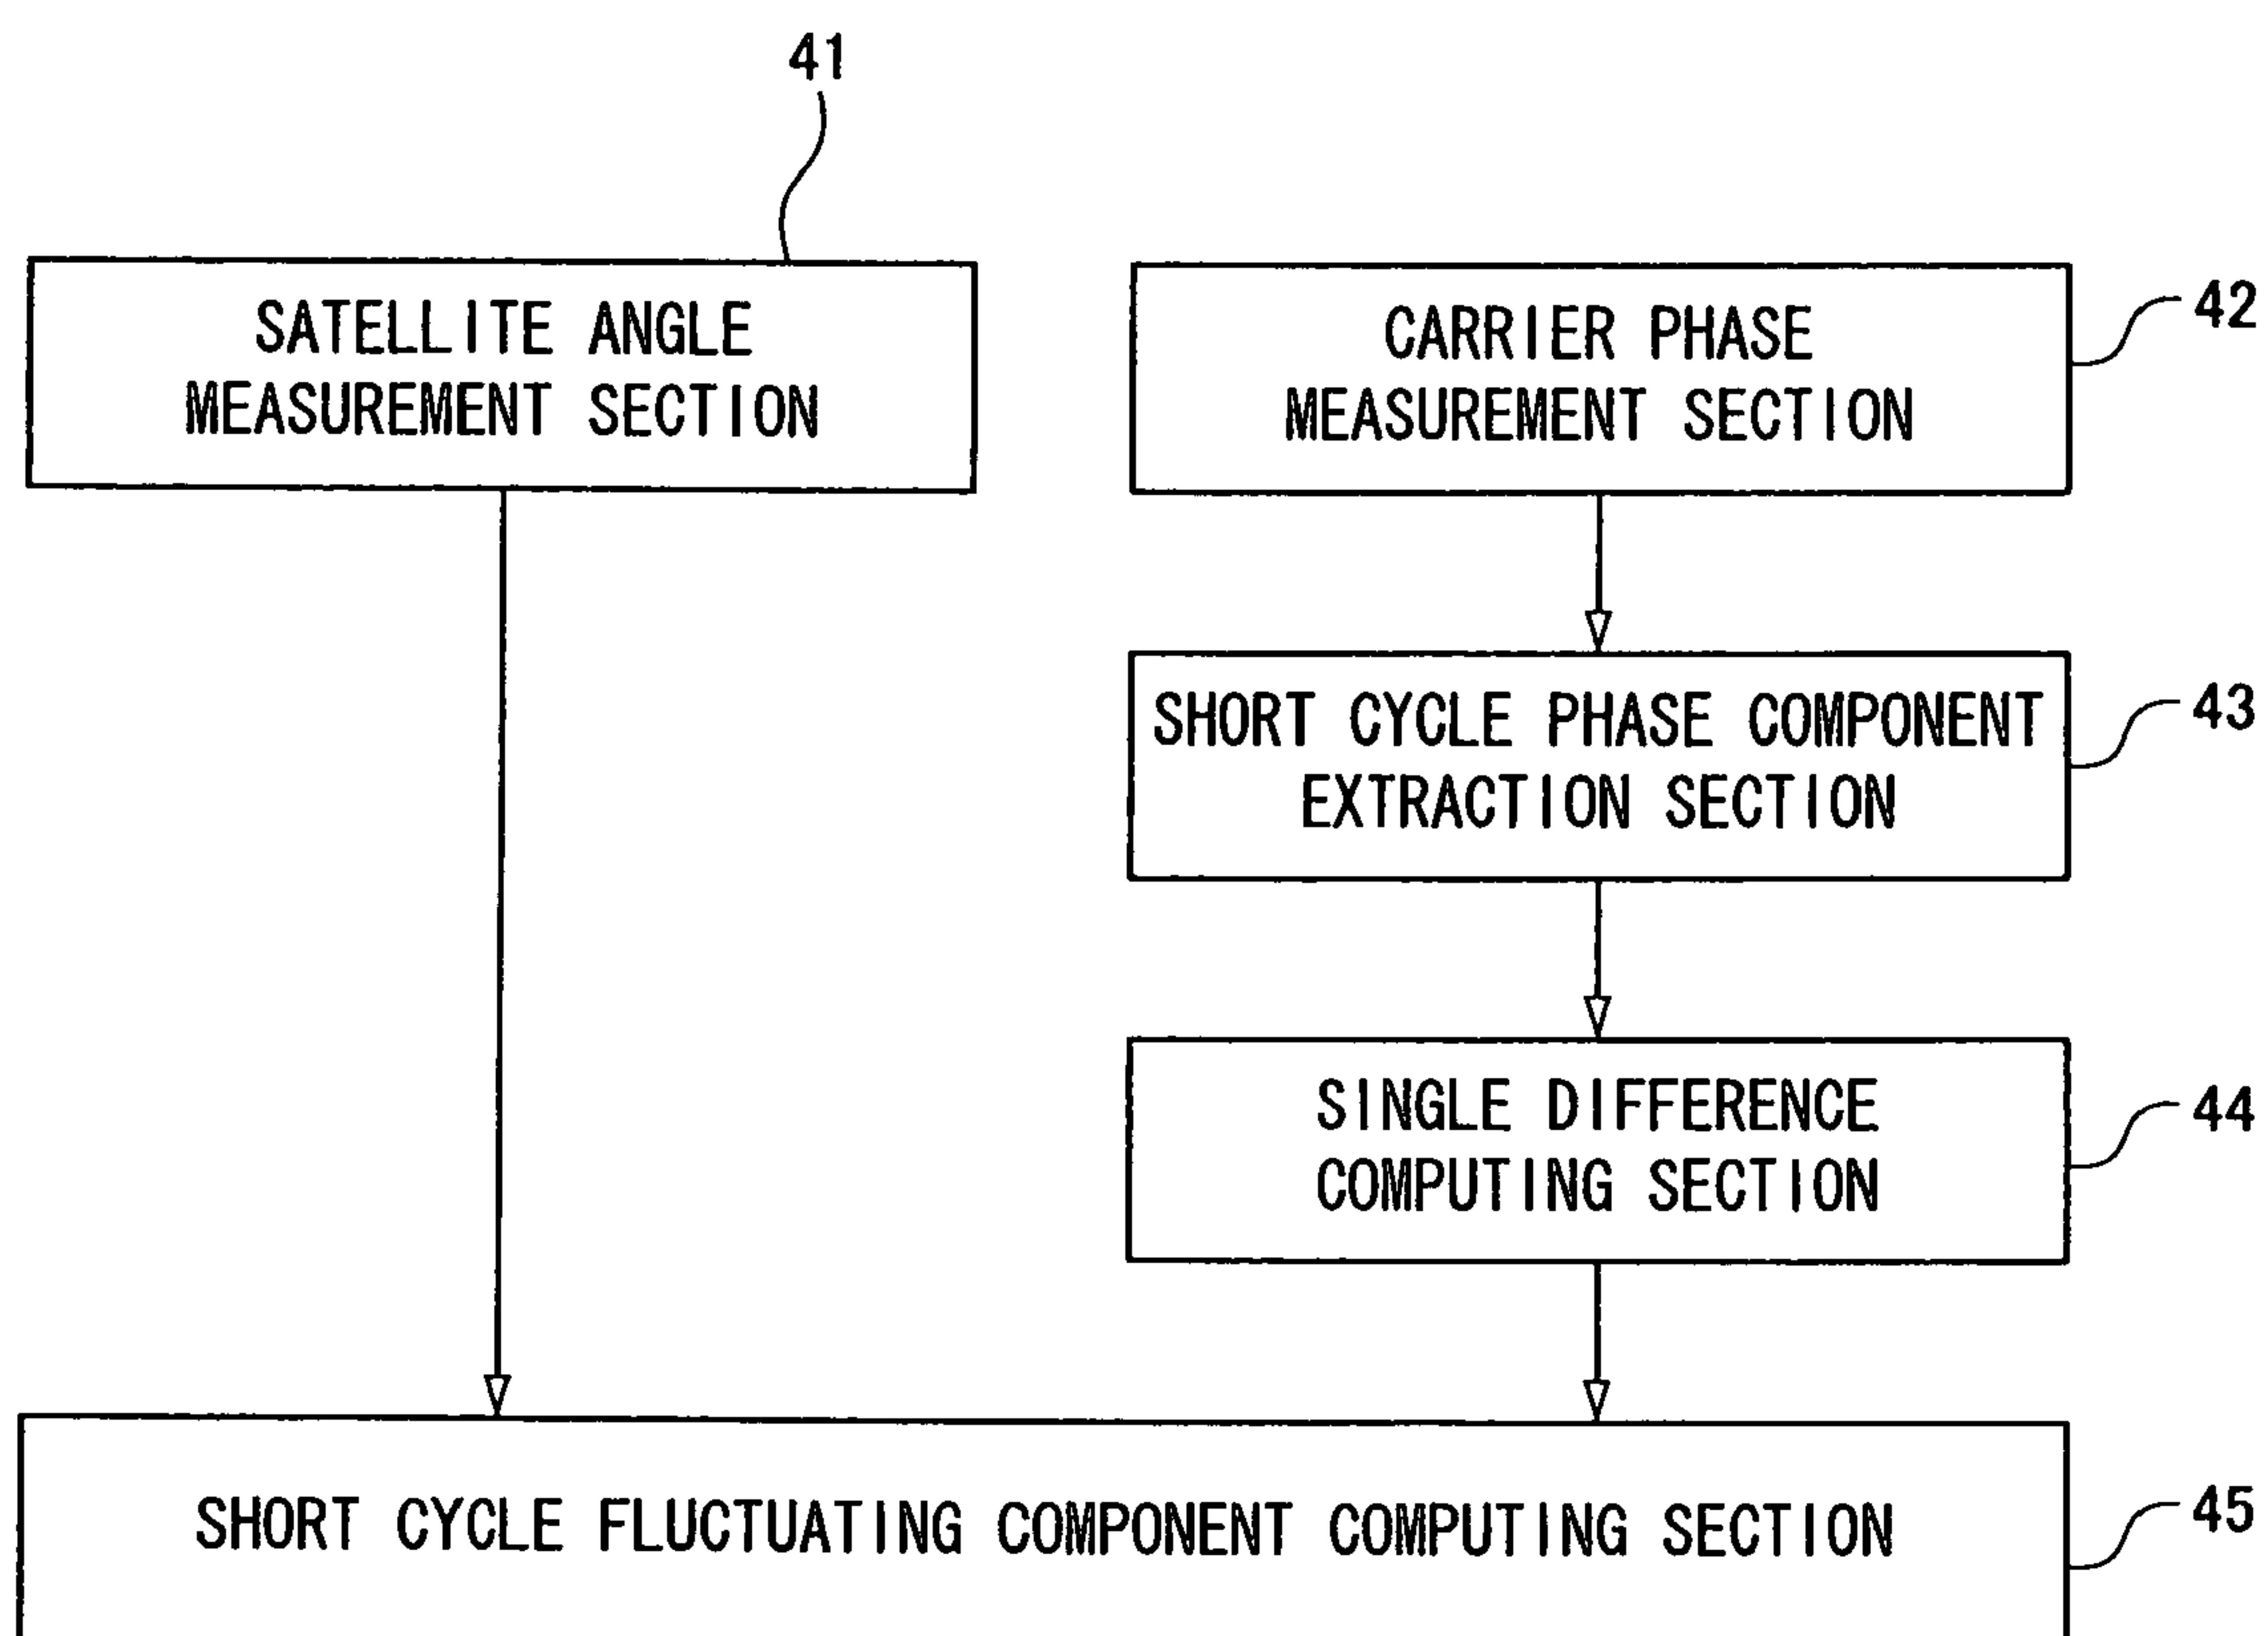 41
SATELLITE ANGLE
MEASUREMENT SECTION
CARRIER PHASE
MEASUREMENT SECTION
42
SHORT CYCLE PHASE COMPONENT
EXTRACTION SECTION
43
SINGLE DIFFERENCE
COMPUTING SECTION
44
SHORT CYCLE FLUCTUATING COMPONENT COMPUTING SECTION
45